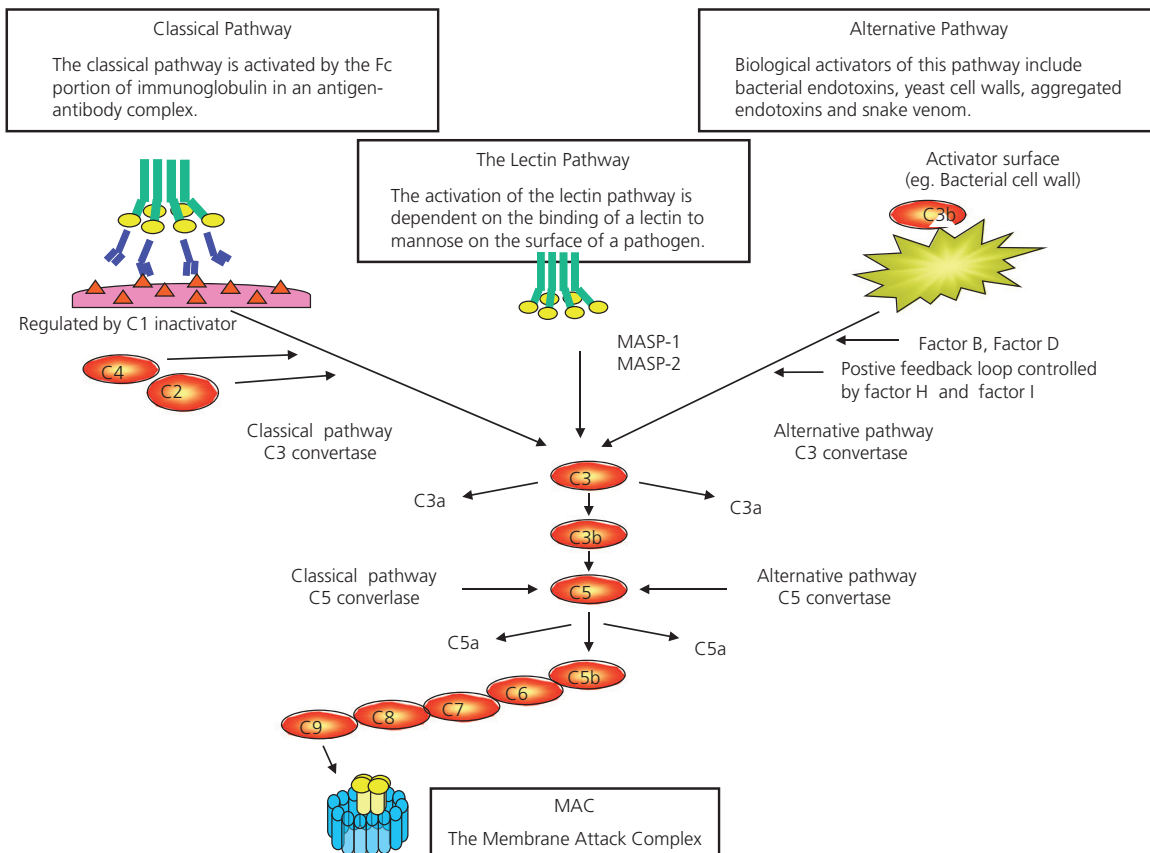 Classical Pathway
The classical pathway is activated by the Fc
portion of immunoglobulin in an antigen-
antibody complex.
Alternative Pathway
Biological activators of this pathway include
bacterial endotoxins, yeast cell walls, aggregated
endotoxins and snake venom.
The Lectin Pathway
The activation of the lectin pathway is
dependent on the binding of a lectin to
mannose on the surface of a pathogen.
Activator surface
(eg. Bacterial cell wall)
C3b
Regulated by C1 inactivator
C4
C2
MASP-1
MASP-2
Factor B, Factor D
Postive feedback loop controlled
by factor H and factor I
Classical pathway
C3 convertase
Alternative pathway
C3 convertase
C3
C3a
C3a
C3b
Classical pathway
C5 converlase
C5
Alternative pathway
C5 convertase
C5a
C5a
C5b
C6
C7
C8
C9
MAC
The Membrane Attack Complex